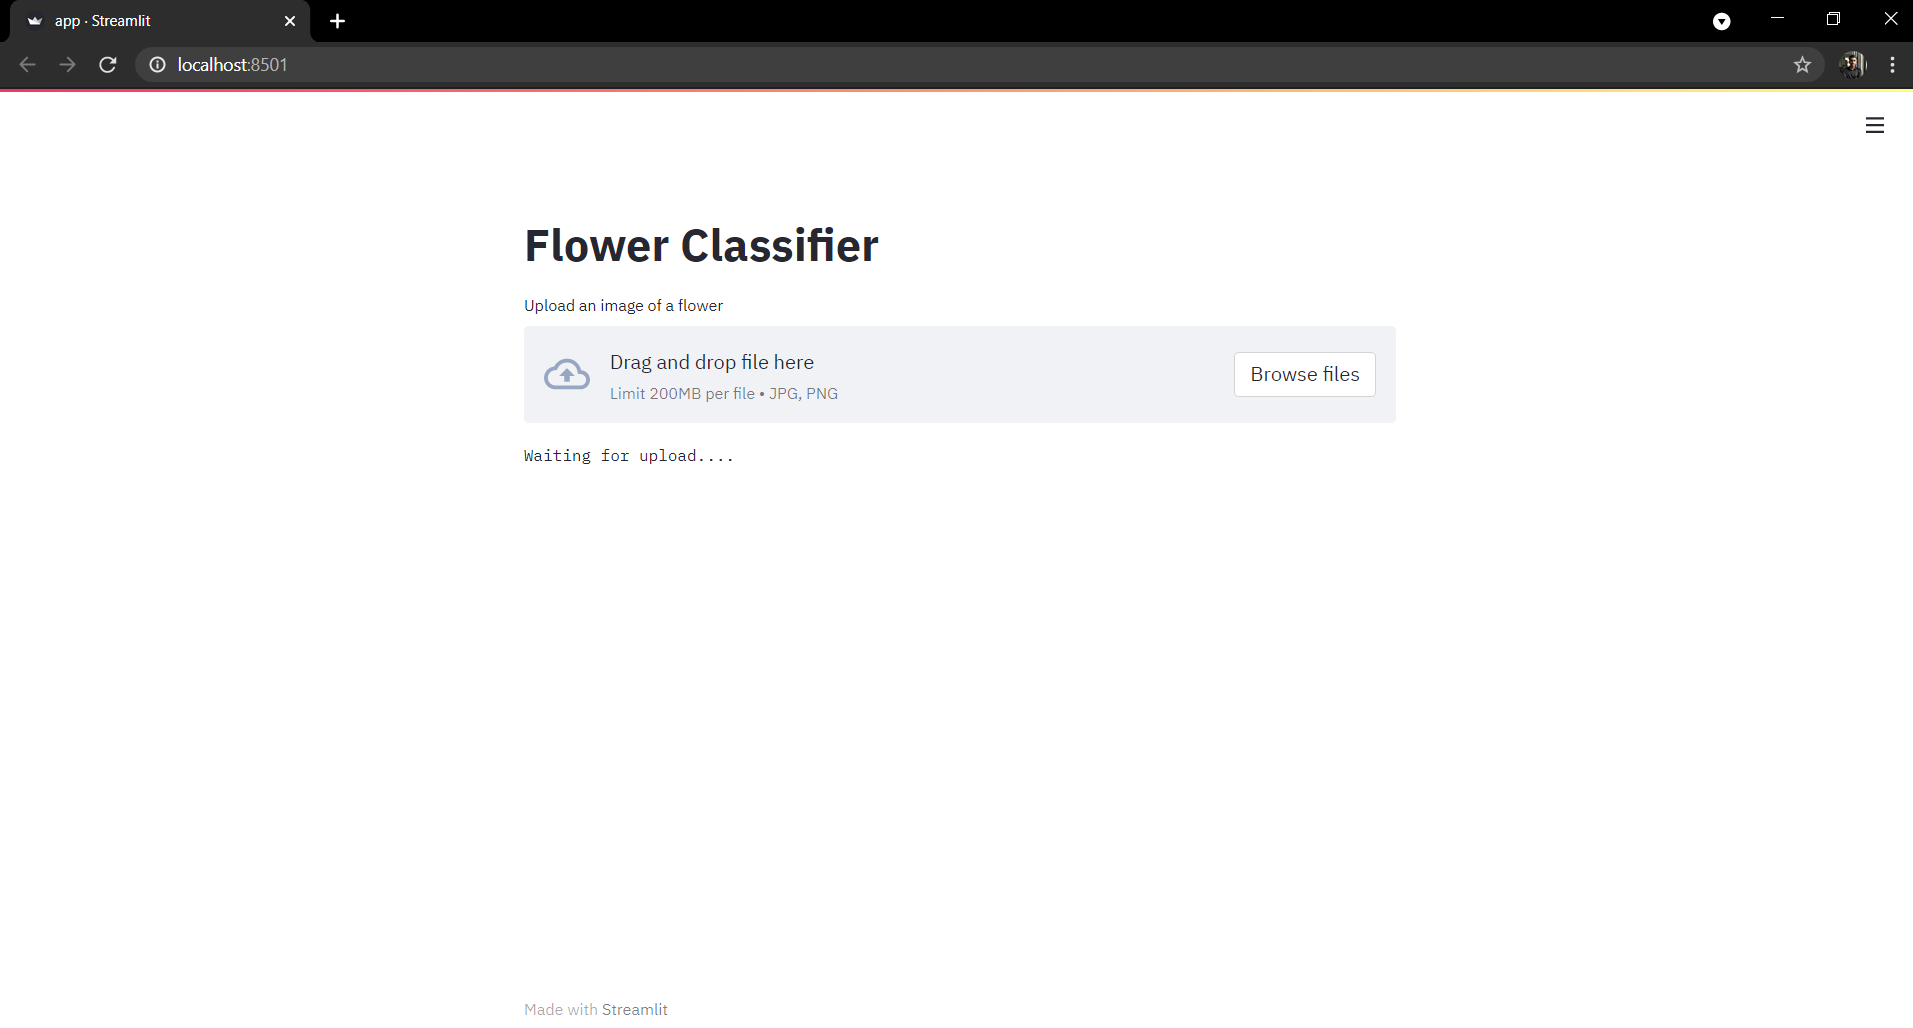 app · Streamlit
localhost:8501
Flower Classifier
Upload an image of a flower
Drag and drop file here
Limit 200MB per file • JPG, PNG
Browse files
Waiting for upload....
Made with Streamlit